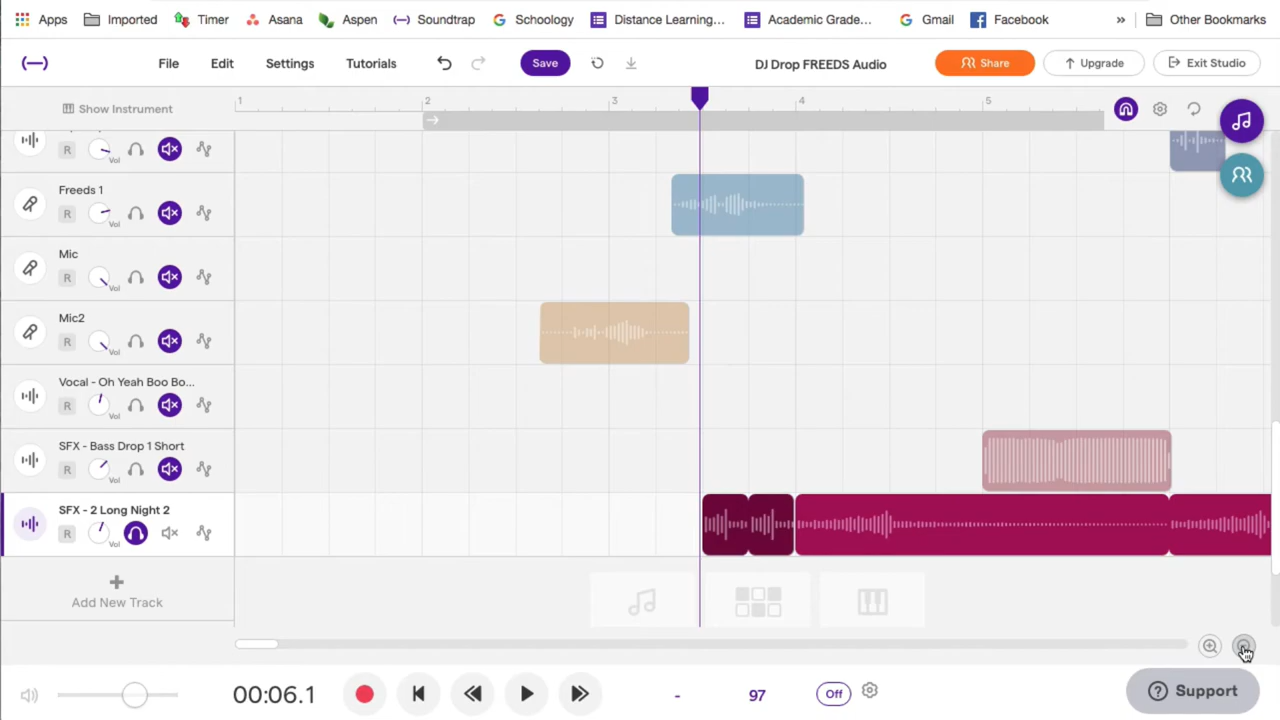 Apps Imported Timer Asana Aspen Soundtrap Schoology Distance Learning... Academic Grade... Gmail Facebook » Other Bookmarks
File Edit Settings Tutorials Save DJ Drop FREEDS Audio Share Upgrade Exit Studio
Show Instrument 1 2 3 4 5
R Vol
Freeds 1
R Vol
Mic
R Vol
Mic2
R Vol
Vocal - Oh Yeah Boo Bo...
R Vol
SFX - Bass Drop 1 Short
R Vol
SFX - 2 Long Night 2
R Vol
Add New Track
00:06.1 - 97 Off Support